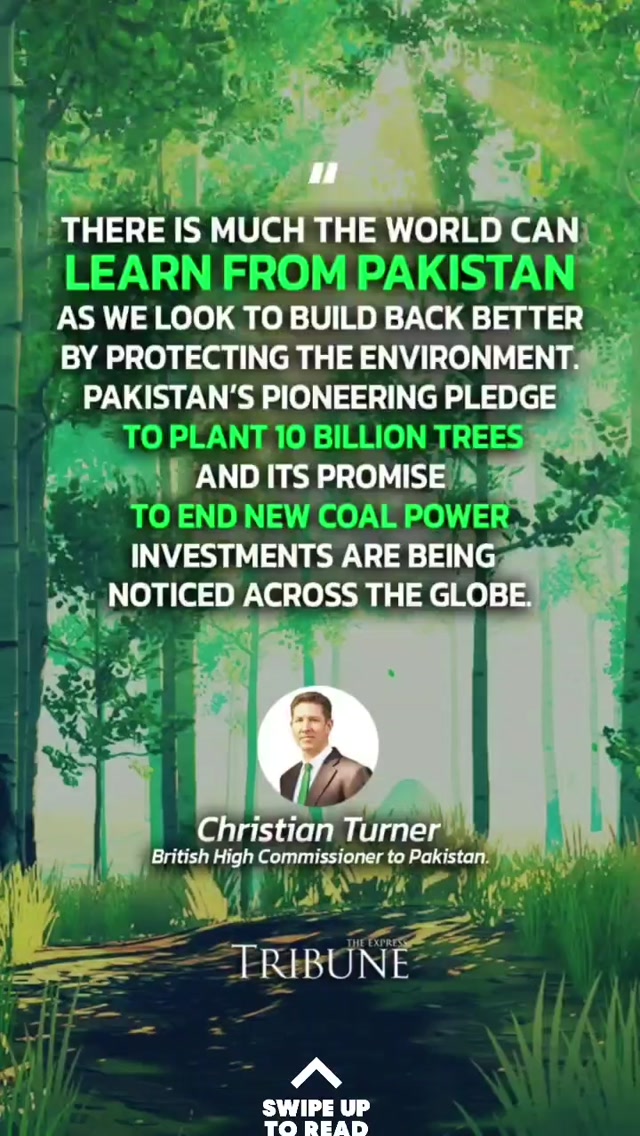 "
THERE IS MUCH THE WORLD CAN
LEARN FROM PAKISTAN
AS WE LOOK TO BUILD BACK BETTER
BY PROTECTING THE ENVIRONMENT.
PAKISTAN'S PIONEERING PLEDGE
TO PLANT 10 BILLION TREES
AND ITS PROMISE
TO END NEW COAL POWER
INVESTMENTS ARE BEING
NOTICED ACROSS THE GLOBE.
Christian Turner
British High Commissioner to Pakistan.
THE EXPRESS
TRIBUNE
SWIPE UP
TO READ